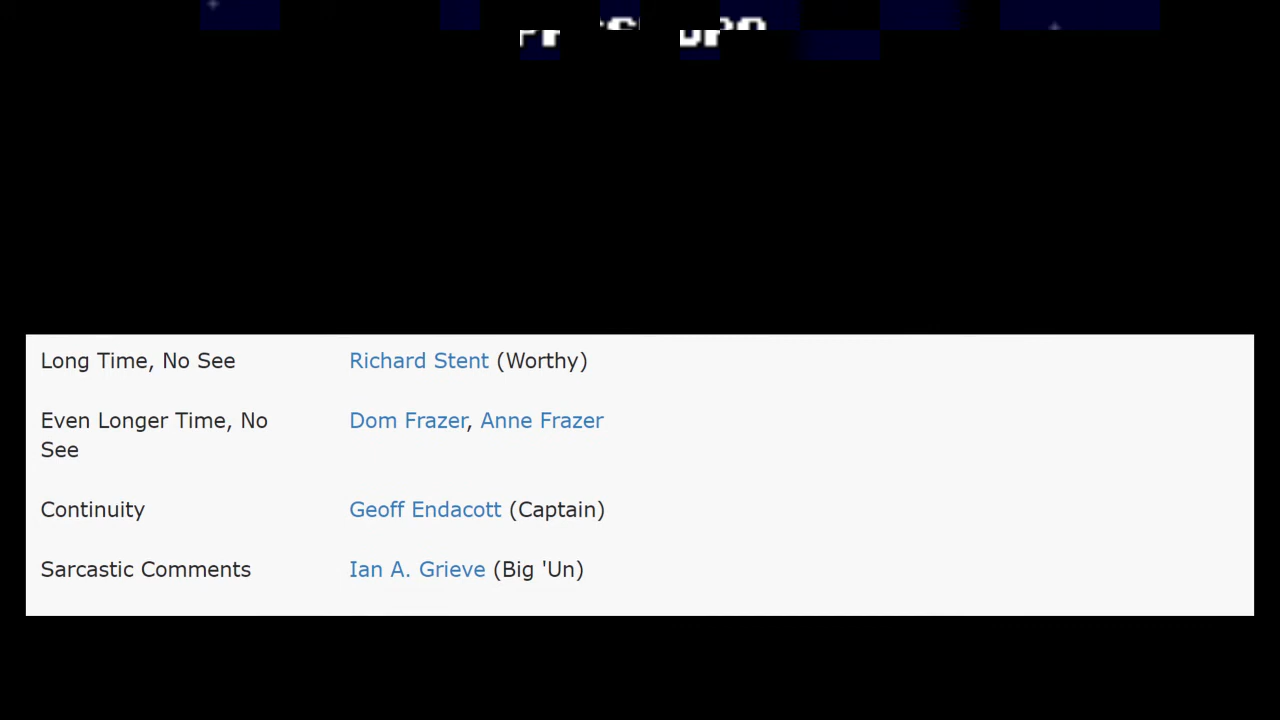 Long Time, No See Richard Stent (Worthy)
Even Longer Time, No Dom Frazer, Anne Frazer
See
Continuity Geoff Endacott (Captain)
Sarcastic Comments Ian A. Grieve (Big 'Un)